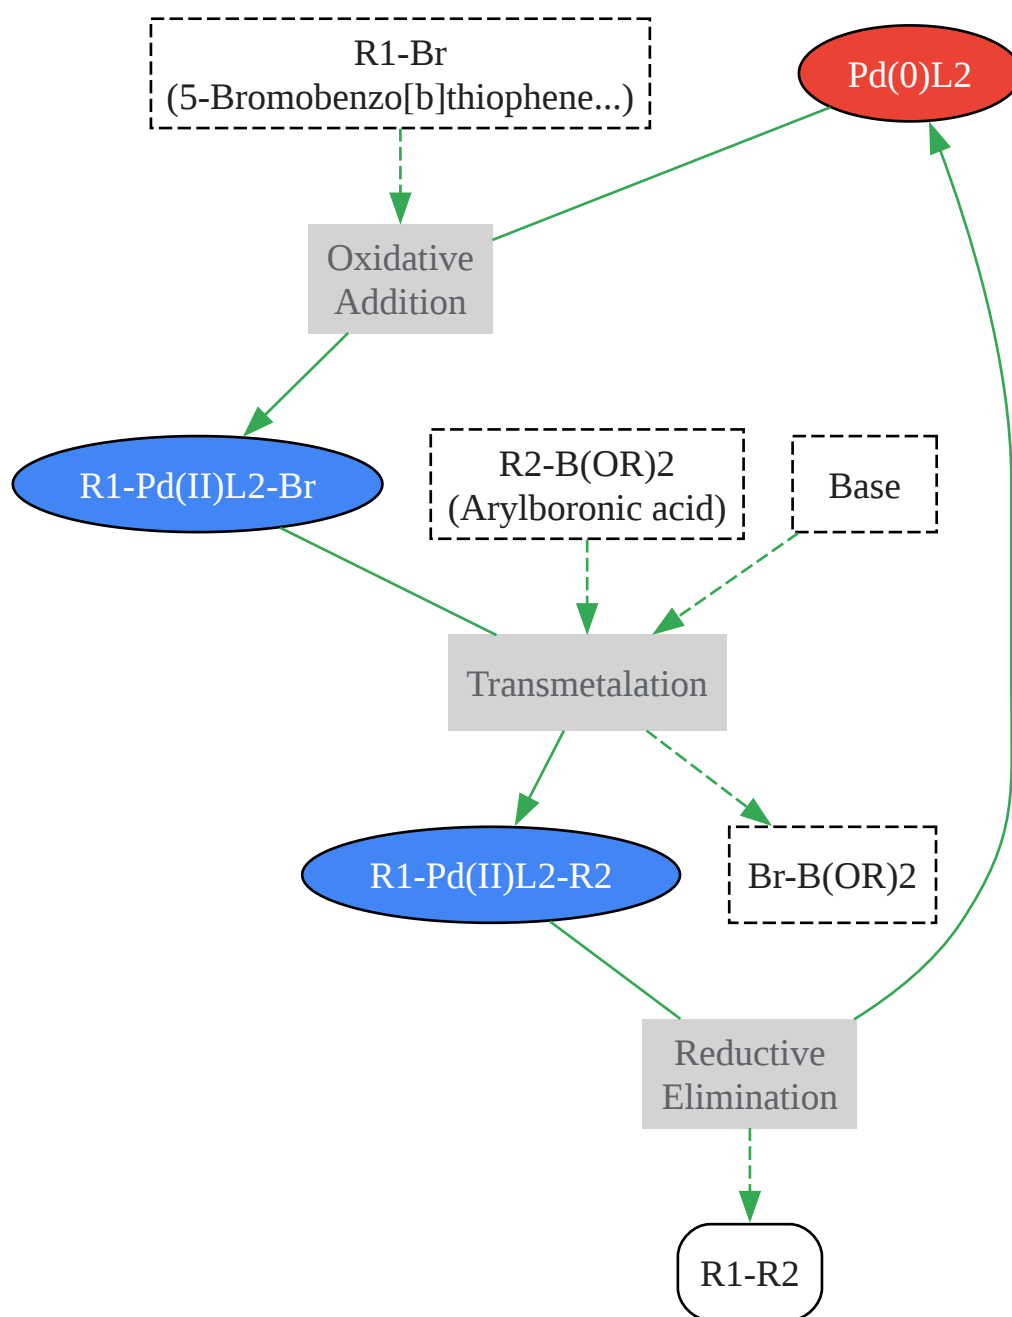 R1-Br
(5-Bromobenzo[b]thiophene...)
Pd(0)L2
Oxidative
Addition
R1-Pd(II)L2-Br
R2-B(OR)2
(Arylboronic acid)
Base
Transmetalation
R1-Pd(II)L2-R2
Br-B(OR)2
Reductive
Elimination
R1-R2